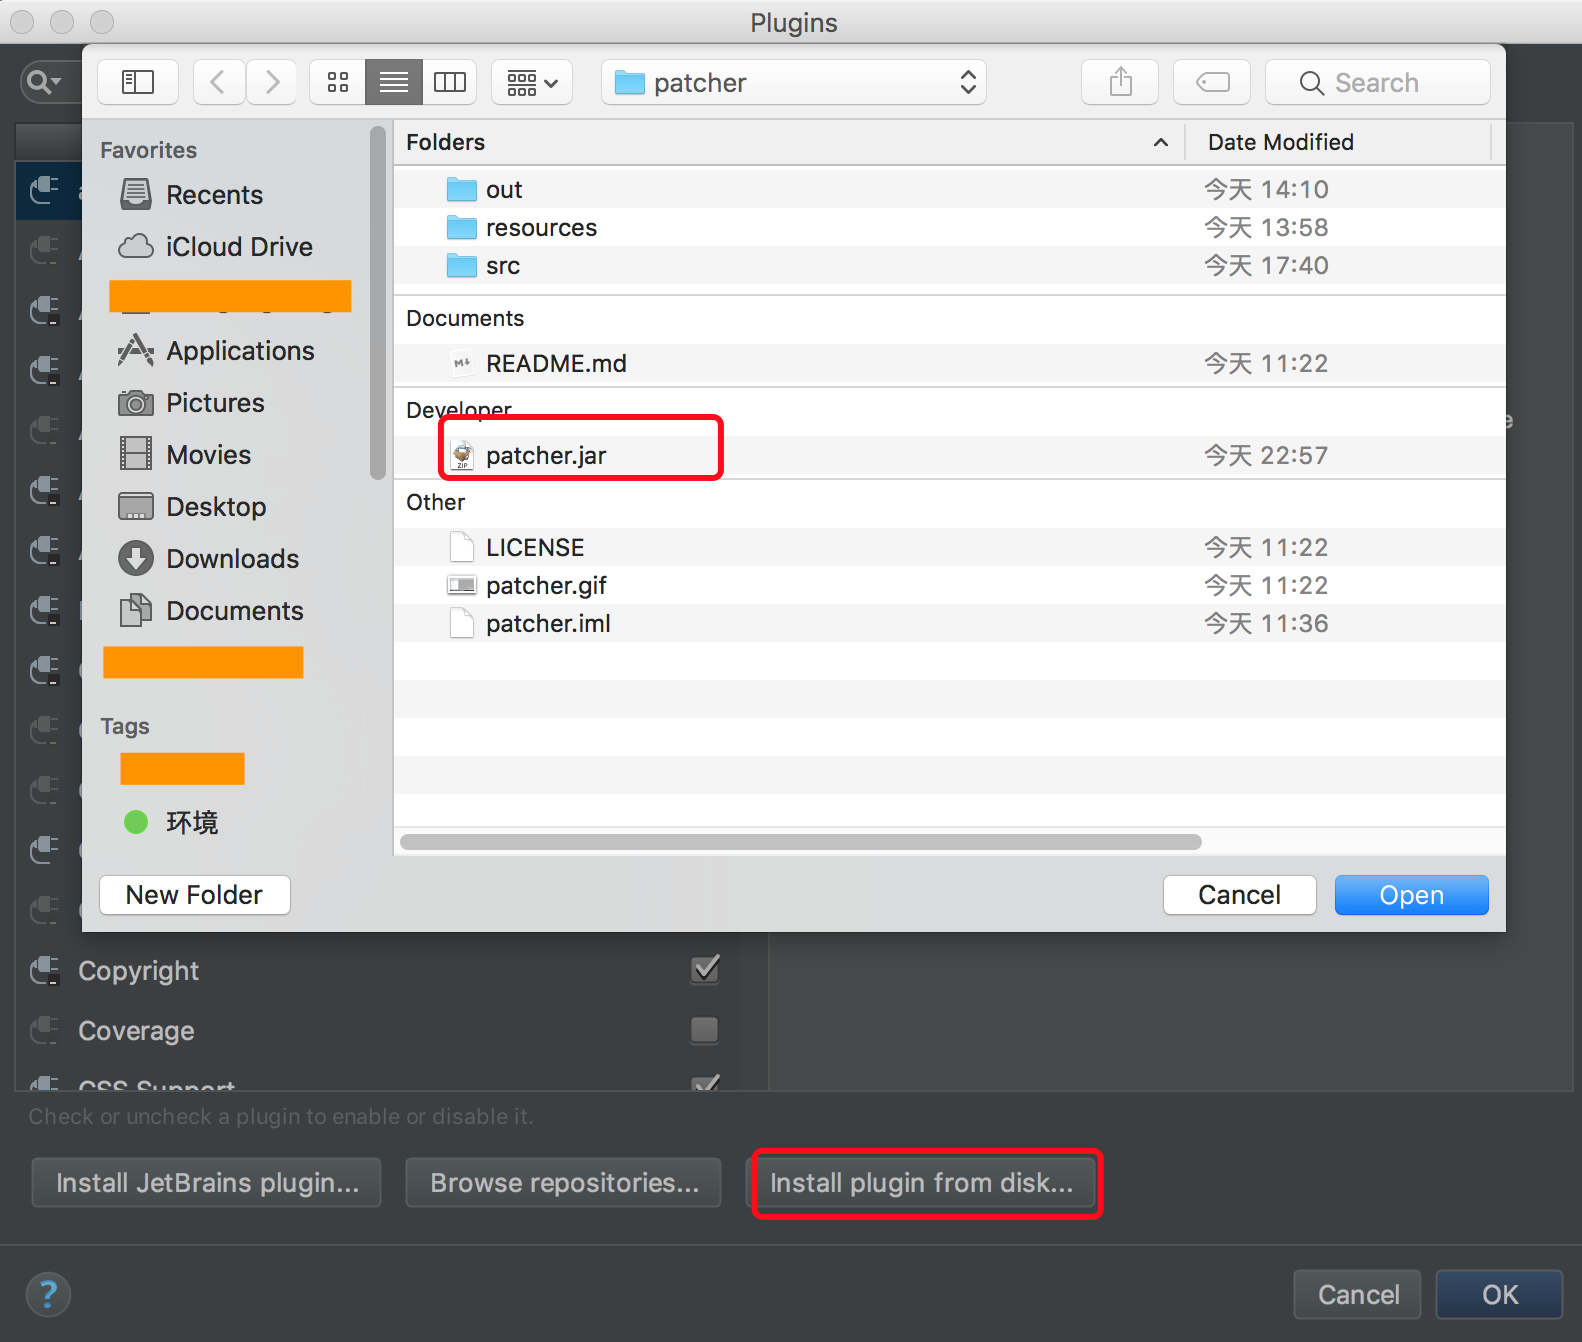 Plugins
patcher
Search
Favorites
Recents
iCloud Drive
Applications
Pictures
Movies
Desktop
Downloads
Documents
Tags
环境
Folders
Date Modified
out
今天 14:10
resources
今天 13:58
src
今天 17:40
Documents
README.md
今天 11:22
Developer
patcher.jar
今天 22:57
Other
LICENSE
今天 11:22
patcher.gif
今天 11:22
patcher.iml
今天 11:36
New Folder
Cancel
Open
Copyright
Coverage
CSS Support
Check or uncheck a plugin to enable or disable it.
Install JetBrains plugin...
Browse repositories...
Install plugin from disk...
?
Cancel
OK